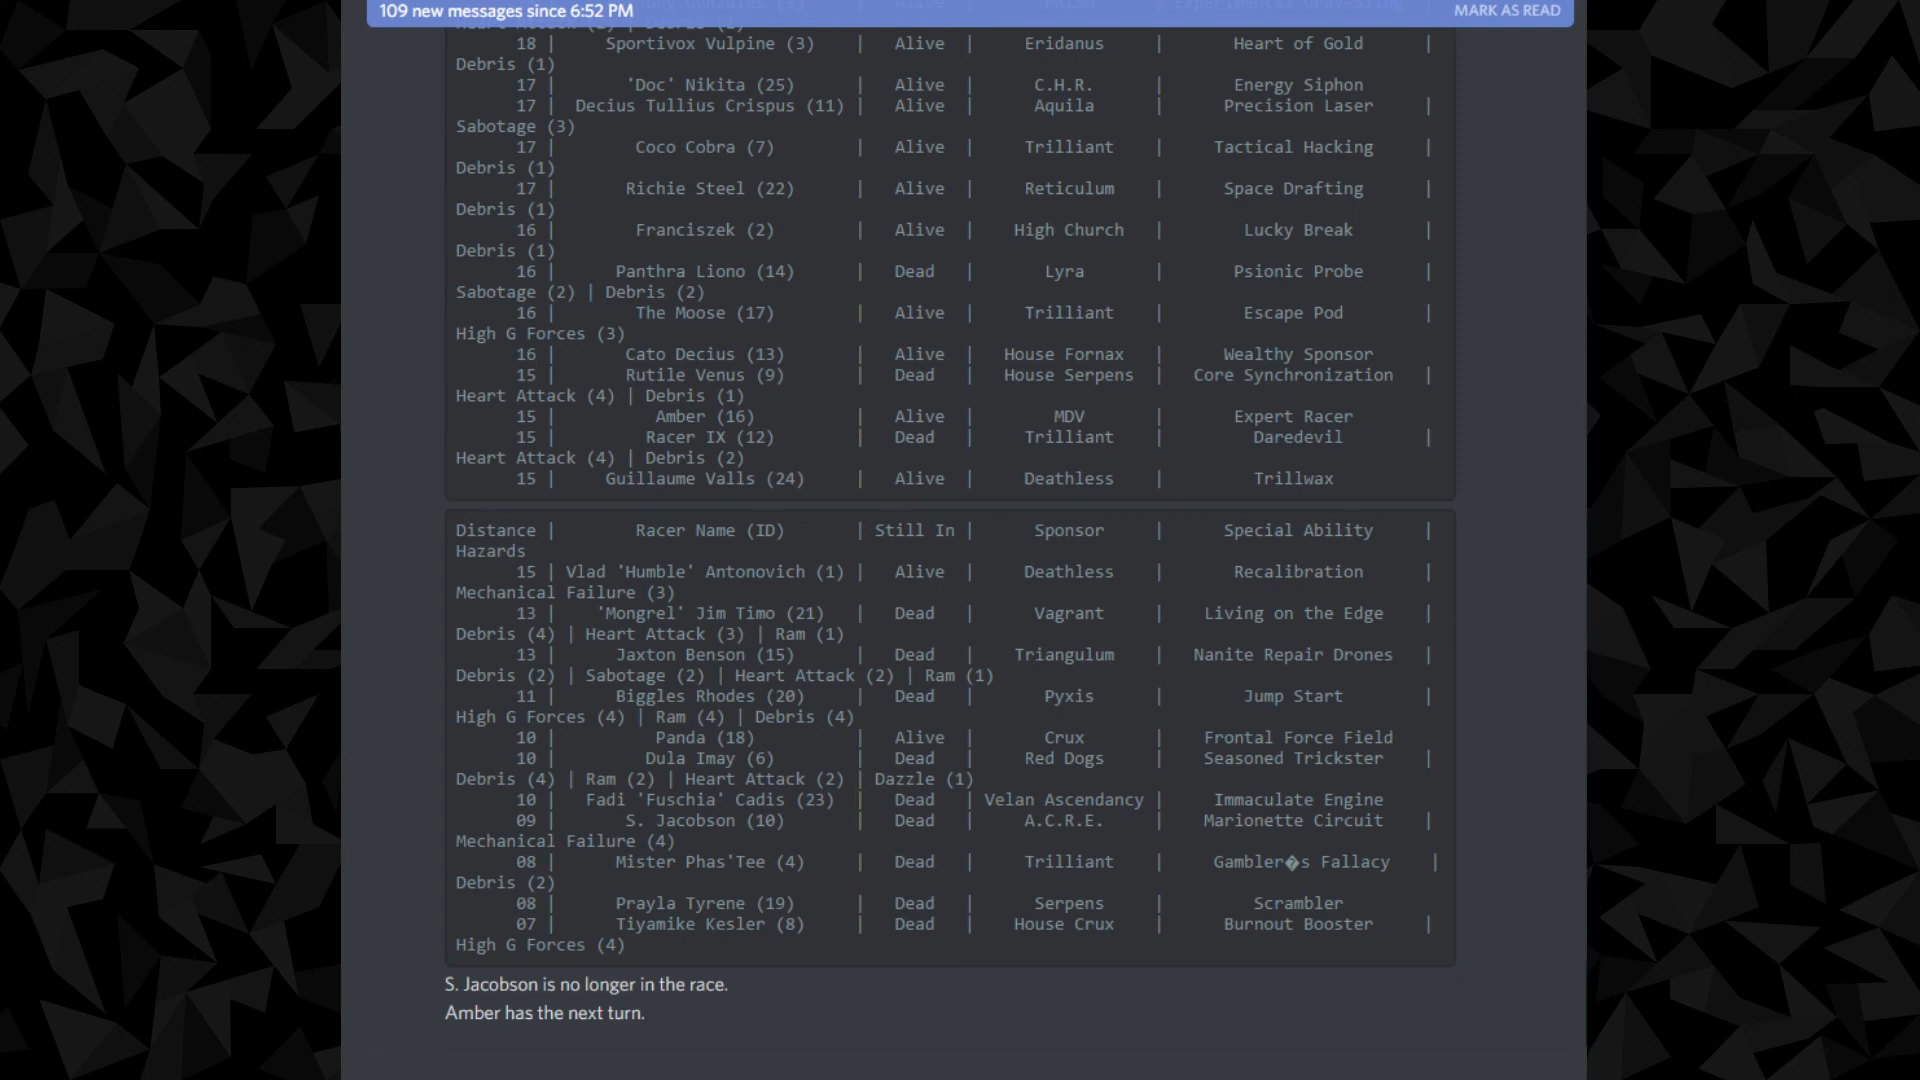 109 new messages since 6:52 PM
MARK AS READ
18 | Sportivox Vulpine (3) | Alive | Eridanus | Heart of Gold |
Debris (1)
17 | 'Doc' Nikita (25) | Alive | C.H.R. | Energy Siphon
17 | Decius Tullius Crispus (11) | Alive | Aquila | Precision Laser |
Sabotage (3)
17 | Coco Cobra (7) | Alive | Trilliant | Tactical Hacking |
Debris (1)
17 | Richie Steel (22) | Alive | Reticulum | Space Drafting |
Debris (1)
16 | Franciszek (2) | Alive | High Church | Lucky Break |
Debris (1)
16 | Panthra Liono (14) | Dead | Lyra | Psionic Probe |
Sabotage (2) | Debris (2)
16 | The Moose (17) | Alive | Trilliant | Escape Pod |
High G Forces (3)
16 | Cato Decius (13) | Alive | House Fornax | Wealthy Sponsor
15 | Rutile Venus (9) | Dead | House Serpens | Core Synchronization |
Heart Attack (4) | Debris (1)
15 | Amber (16) | Alive | MDV | Expert Racer
15 | Racer IX (12) | Dead | Trilliant | Daredevil |
Heart Attack (4) | Debris (2)
15 | Guillaume Valls (24) | Alive | Deathless | Trillwax
Distance | Racer Name (ID) | Still In | Sponsor | Special Ability |
Hazards
15 | Vlad 'Humble' Antonovich (1) | Alive | Deathless | Recalibration |
Mechanical Failure (3)
13 | 'Mongrel' Jim Timo (21) | Dead | Vagrant | Living on the Edge |
Debris (4) | Heart Attack (3) | Ram (1)
13 | Jaxton Benson (15) | Dead | Triangulum | Nanite Repair Drones |
Debris (2) | Sabotage (2) | Heart Attack (2) | Ram (1)
11 | Biggles Rhodes (20) | Dead | Pyxis | Jump Start |
High G Forces (4) | Ram (4) | Debris (4)
10 | Panda (18) | Alive | Crux | Frontal Force Field
10 | Dula Imay (6) | Dead | Red Dogs | Seasoned Trickster |
Debris (4) | Ram (2) | Heart Attack (2) | Dazzle (1)
10 | Fadi 'Fuschia' Cadis (23) | Dead | Velan Ascendancy | Immaculate Engine
09 | S. Jacobson (10) | Dead | A.C.R.E. | Marionette Circuit |
Mechanical Failure (4)
08 | Mister Phas'Tee (4) | Dead | Trilliant | Gambler�s Fallacy |
Debris (2)
08 | Prayla Tyrene (19) | Dead | Serpens | Scrambler
07 | Tiyamike Kesler (8) | Dead | House Crux | Burnout Booster |
High G Forces (4)
S. Jacobson is no longer in the race.
Amber has the next turn.